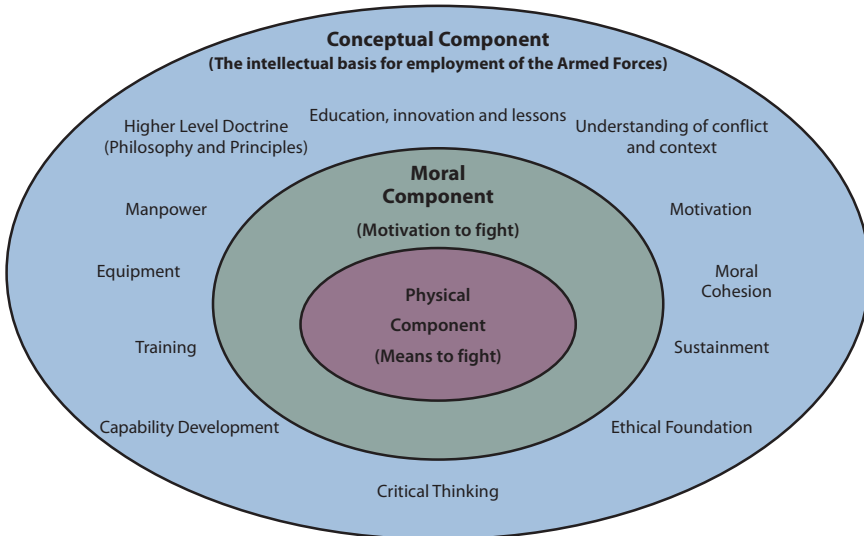 Conceptual Component
(The intellectual basis for employment of the Armed Forces)
Education, innovation and lessons
Higher Level Doctrine
(Philosophy and Principles)
Understanding of conflict
and context
Moral
Component
(Motivation to fight)
Manpower
Motivation
Equipment
Moral
Cohesion
Physical
Component
(Means to fight)
Training
Sustainment
Capability Development
Ethical Foundation
Critical Thinking